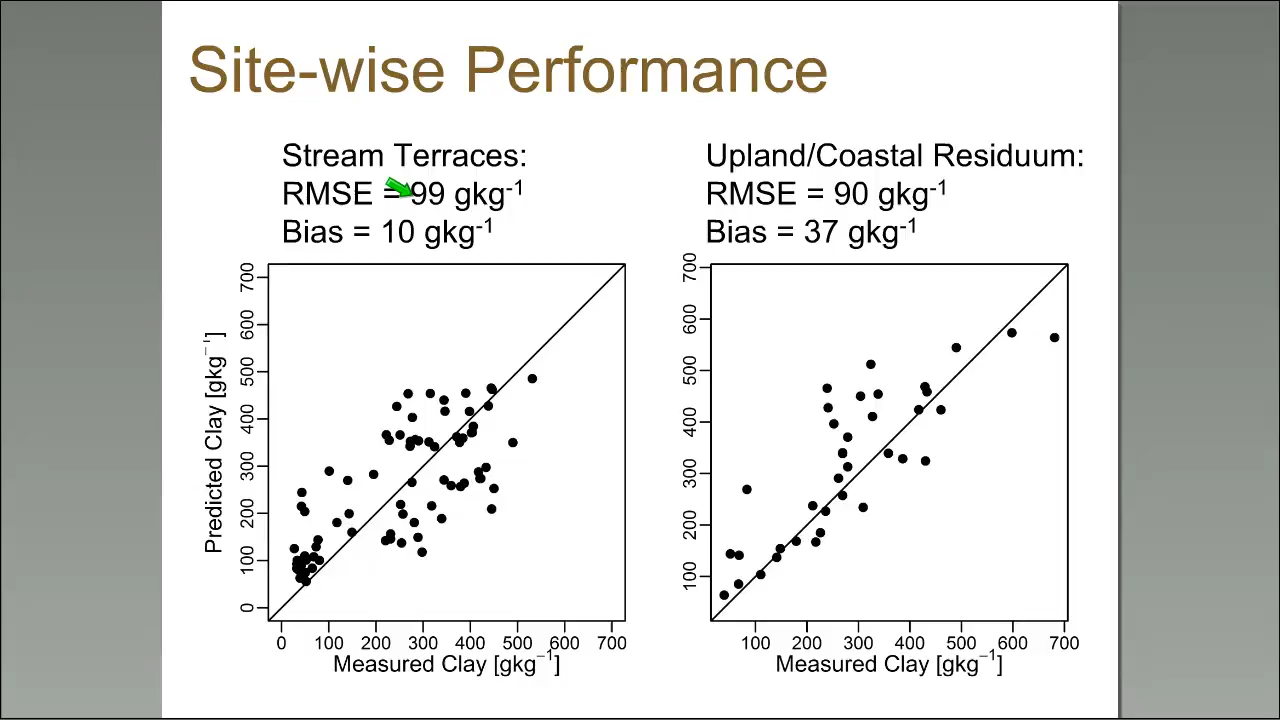 Site-wise Performance
Stream Terraces:
RMSE = 99 gkg⁻¹
Bias = 10 gkg⁻¹
Upland/Coastal Residuum:
RMSE = 90 gkg⁻¹
Bias = 37 gkg⁻¹
Predicted Clay [gkg⁻¹]
700
600
500
400
300
200
100
0
0 100 200 300 400 500 600 700
Measured Clay [gkg⁻¹]
700
600
500
400
300
200
100
100 200 300 400 500 600 700
Measured Clay [gkg⁻¹]